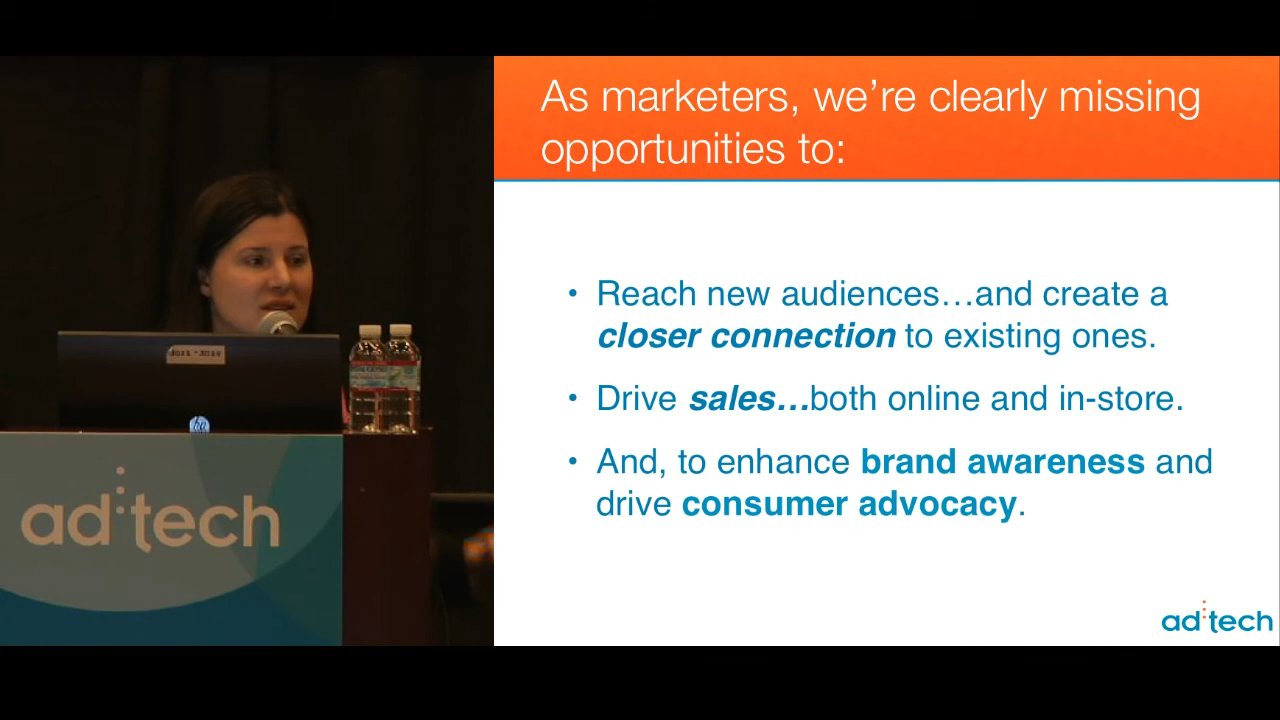 As marketers, we’re clearly missing
opportunities to:
• Reach new audiences…and create a
closer connection to existing ones.
• Drive sales…both online and in-store.
• And, to enhance brand awareness and
drive consumer advocacy.
ad:tech
ad:tech
hp